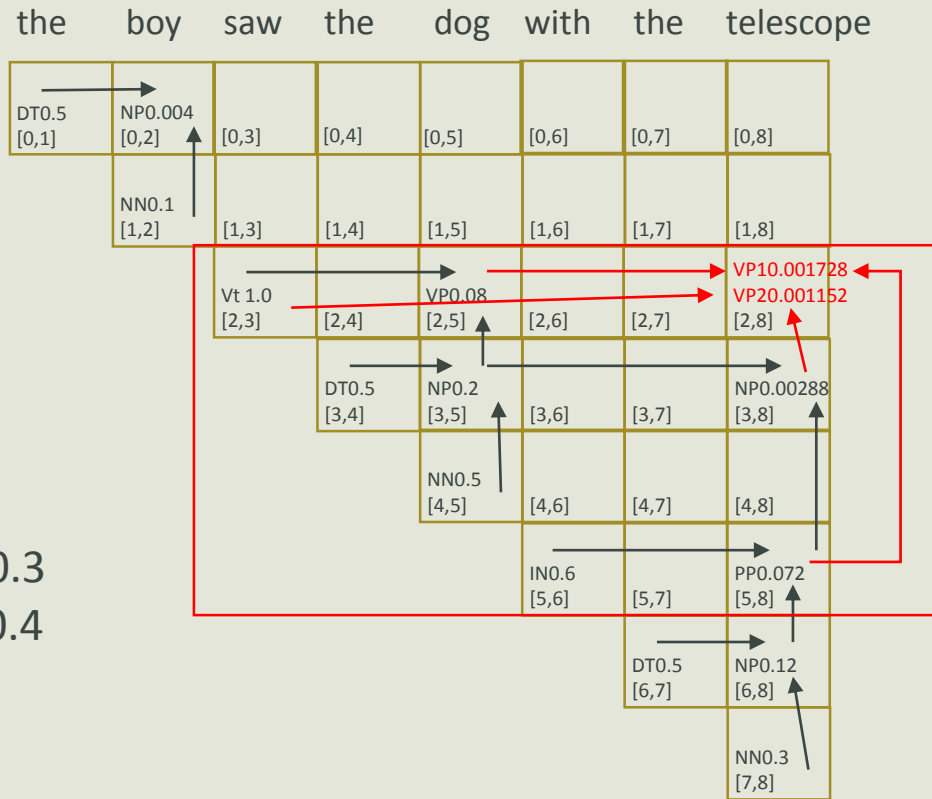 the boy saw the dog with the telescope
DT0.5 NP0.004
[0,1] [0,2] [0,3] [0,4] [0,5] [0,6] [0,7] [0,8]
NN0.1
[1,2] [1,3] [1,4] [1,5] [1,6] [1,7] [1,8]
VP10.001728
Vt 1.0 VP0.08 VP20.001152
[2,3] [2,4] [2,5] [2,6] [2,7] [2,8]
DT0.5 NP0.2 NP0.00288
[3,4] [3,5] [3,6] [3,7] [3,8]
NN0.5
[4,5] [4,6] [4,7] [4,8]
0.3
IN0.6 PP0.072
[5,6] [5,7] [5,8]
0.4
DT0.5 NP0.12
[6,7] [6,8]
NN0.3
[7,8]